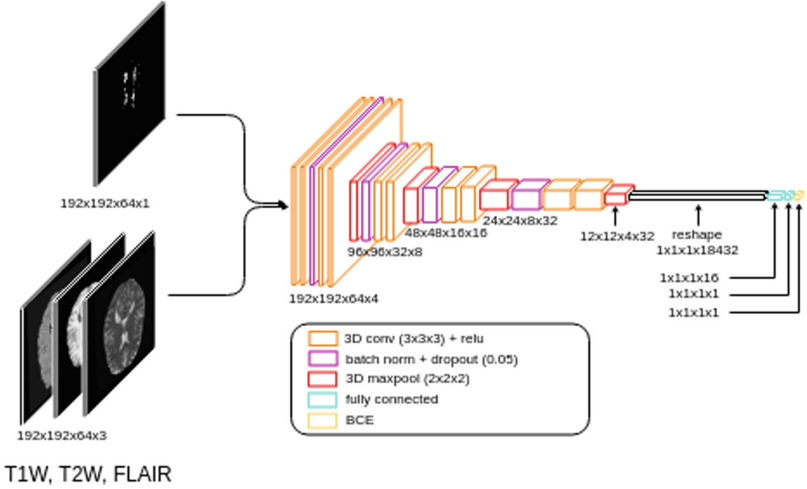 192x192x64x1
192x192x64x3
T1W, T2W, FLAIR
192x192x64x4
96x96x32x8
48x48x16x16
24x24x8x32
12x12x4x32
reshape
1x1x1x18432
1x1x1x16
1x1x1x1
1x1x1x1
3D conv (3x3x3) + relu
batch norm + dropout (0.05)
3D maxpool (2x2x2)
fully connected
BCE